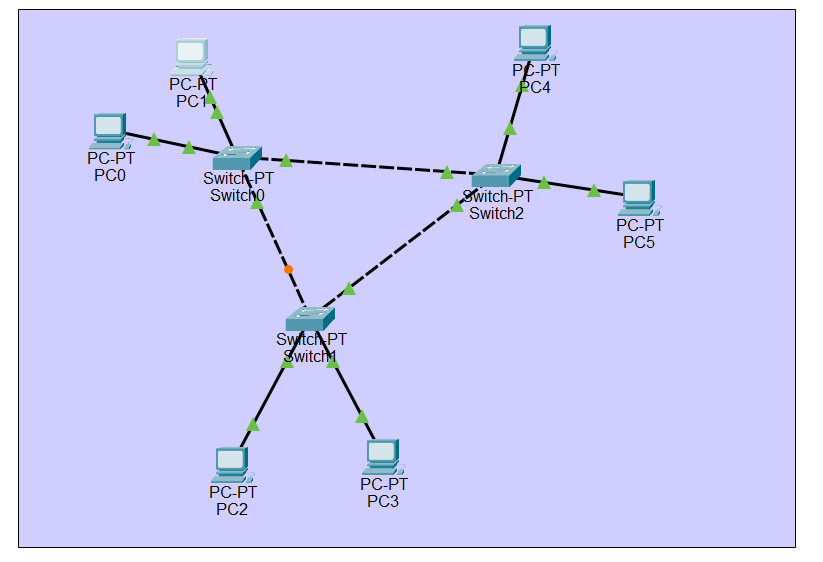 PC-PT
PC1
PC-PT
PC4
PC-PT
PC0
Switch-PT
Switch0
Switch-PT
Switch2
PC-PT
PC5
Switch-PT
Switch1
PC-PT
PC2
PC-PT
PC3